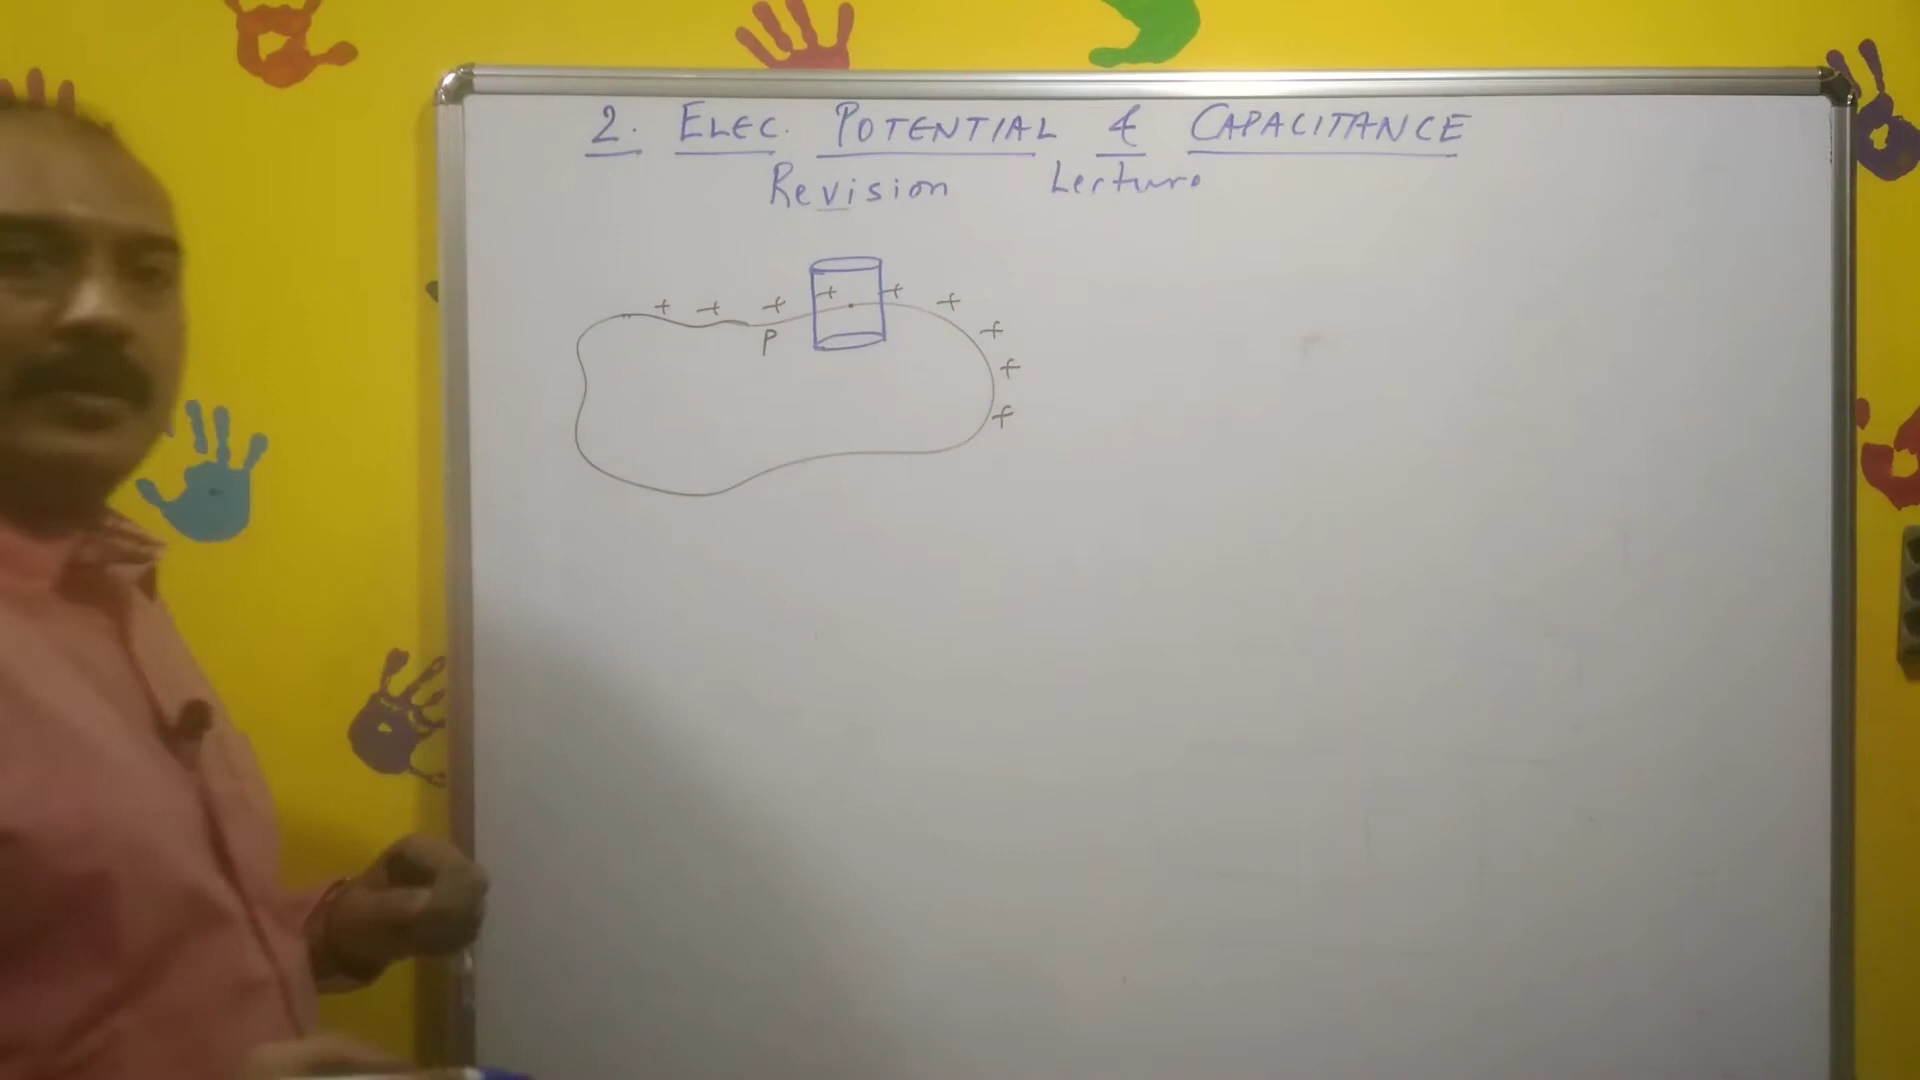 2. ELEC. POTENTIAL & CAPACITANCE
Revision Lecture
+ + + + + +
+
+
+
P